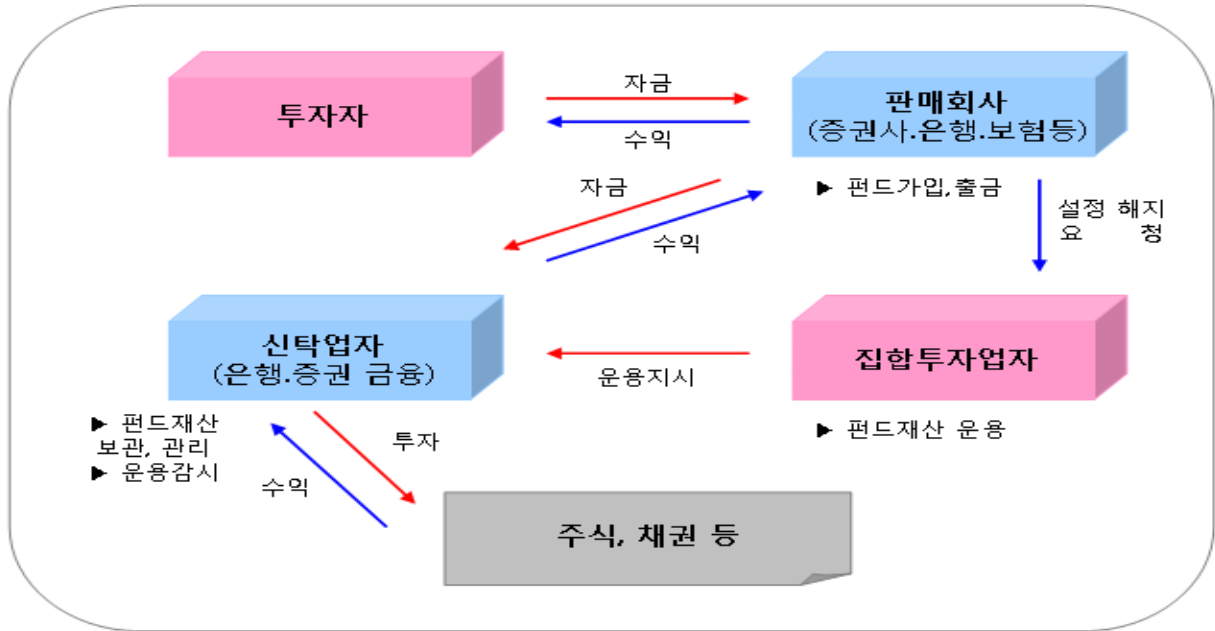 투자자
자금
수익
판매회사
(증권사.은행.보험등)
▶ 펀드가입,출금
자금
수익
설정 해지
요 청
신탁업자
(은행.증권 금융)
운용지시
집합투자업자
▶ 펀드재산
보관, 관리
▶ 운용감시
▶ 펀드재산 운용
투자
수익
주식, 채권 등